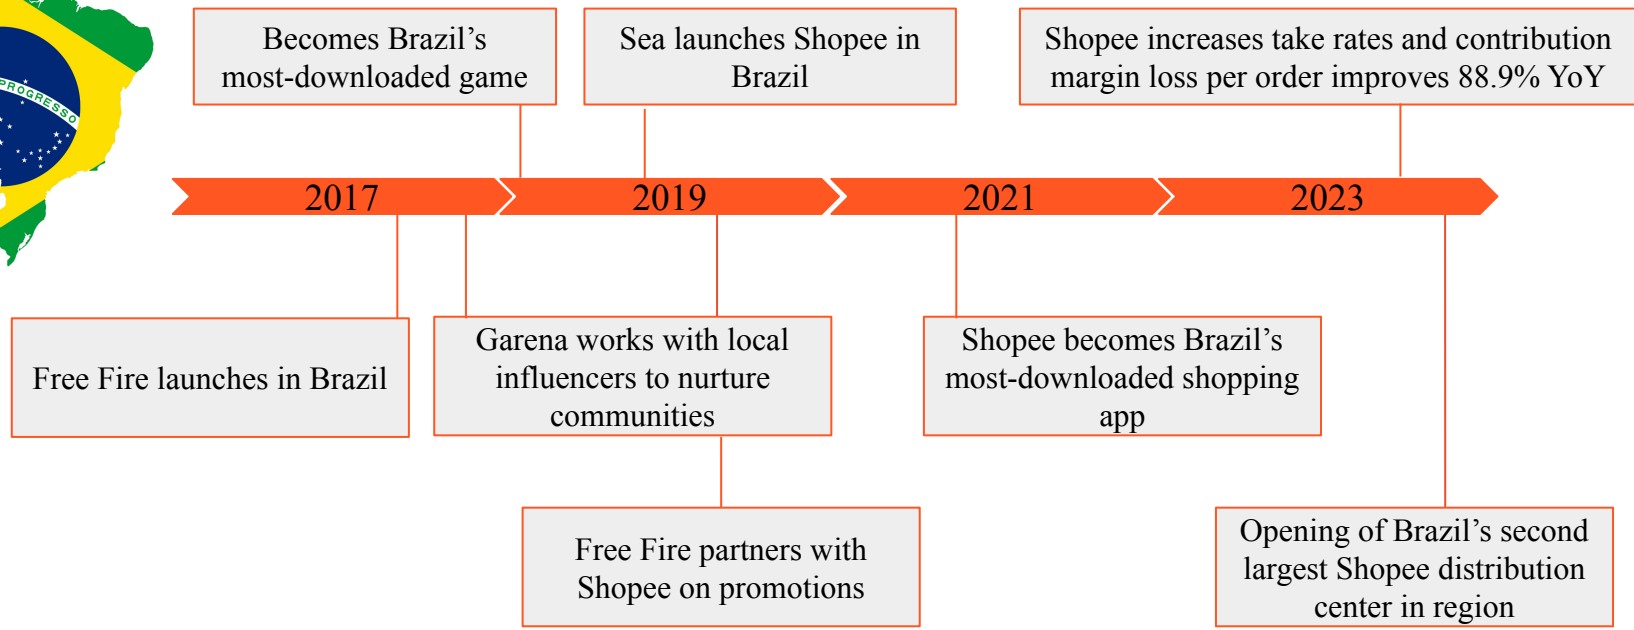 PROGRESSO
Becomes Brazil’s
most-downloaded game
Sea launches Shopee in
Brazil
Shopee increases take rates and contribution
margin loss per order improves 88.9% YoY
2017
2019
2021
2023
Free Fire launches in Brazil
Garena works with local
influencers to nurture
communities
Shopee becomes Brazil’s
most-downloaded shopping
app
Free Fire partners with
Shopee on promotions
Opening of Brazil’s second
largest Shopee distribution
center in region